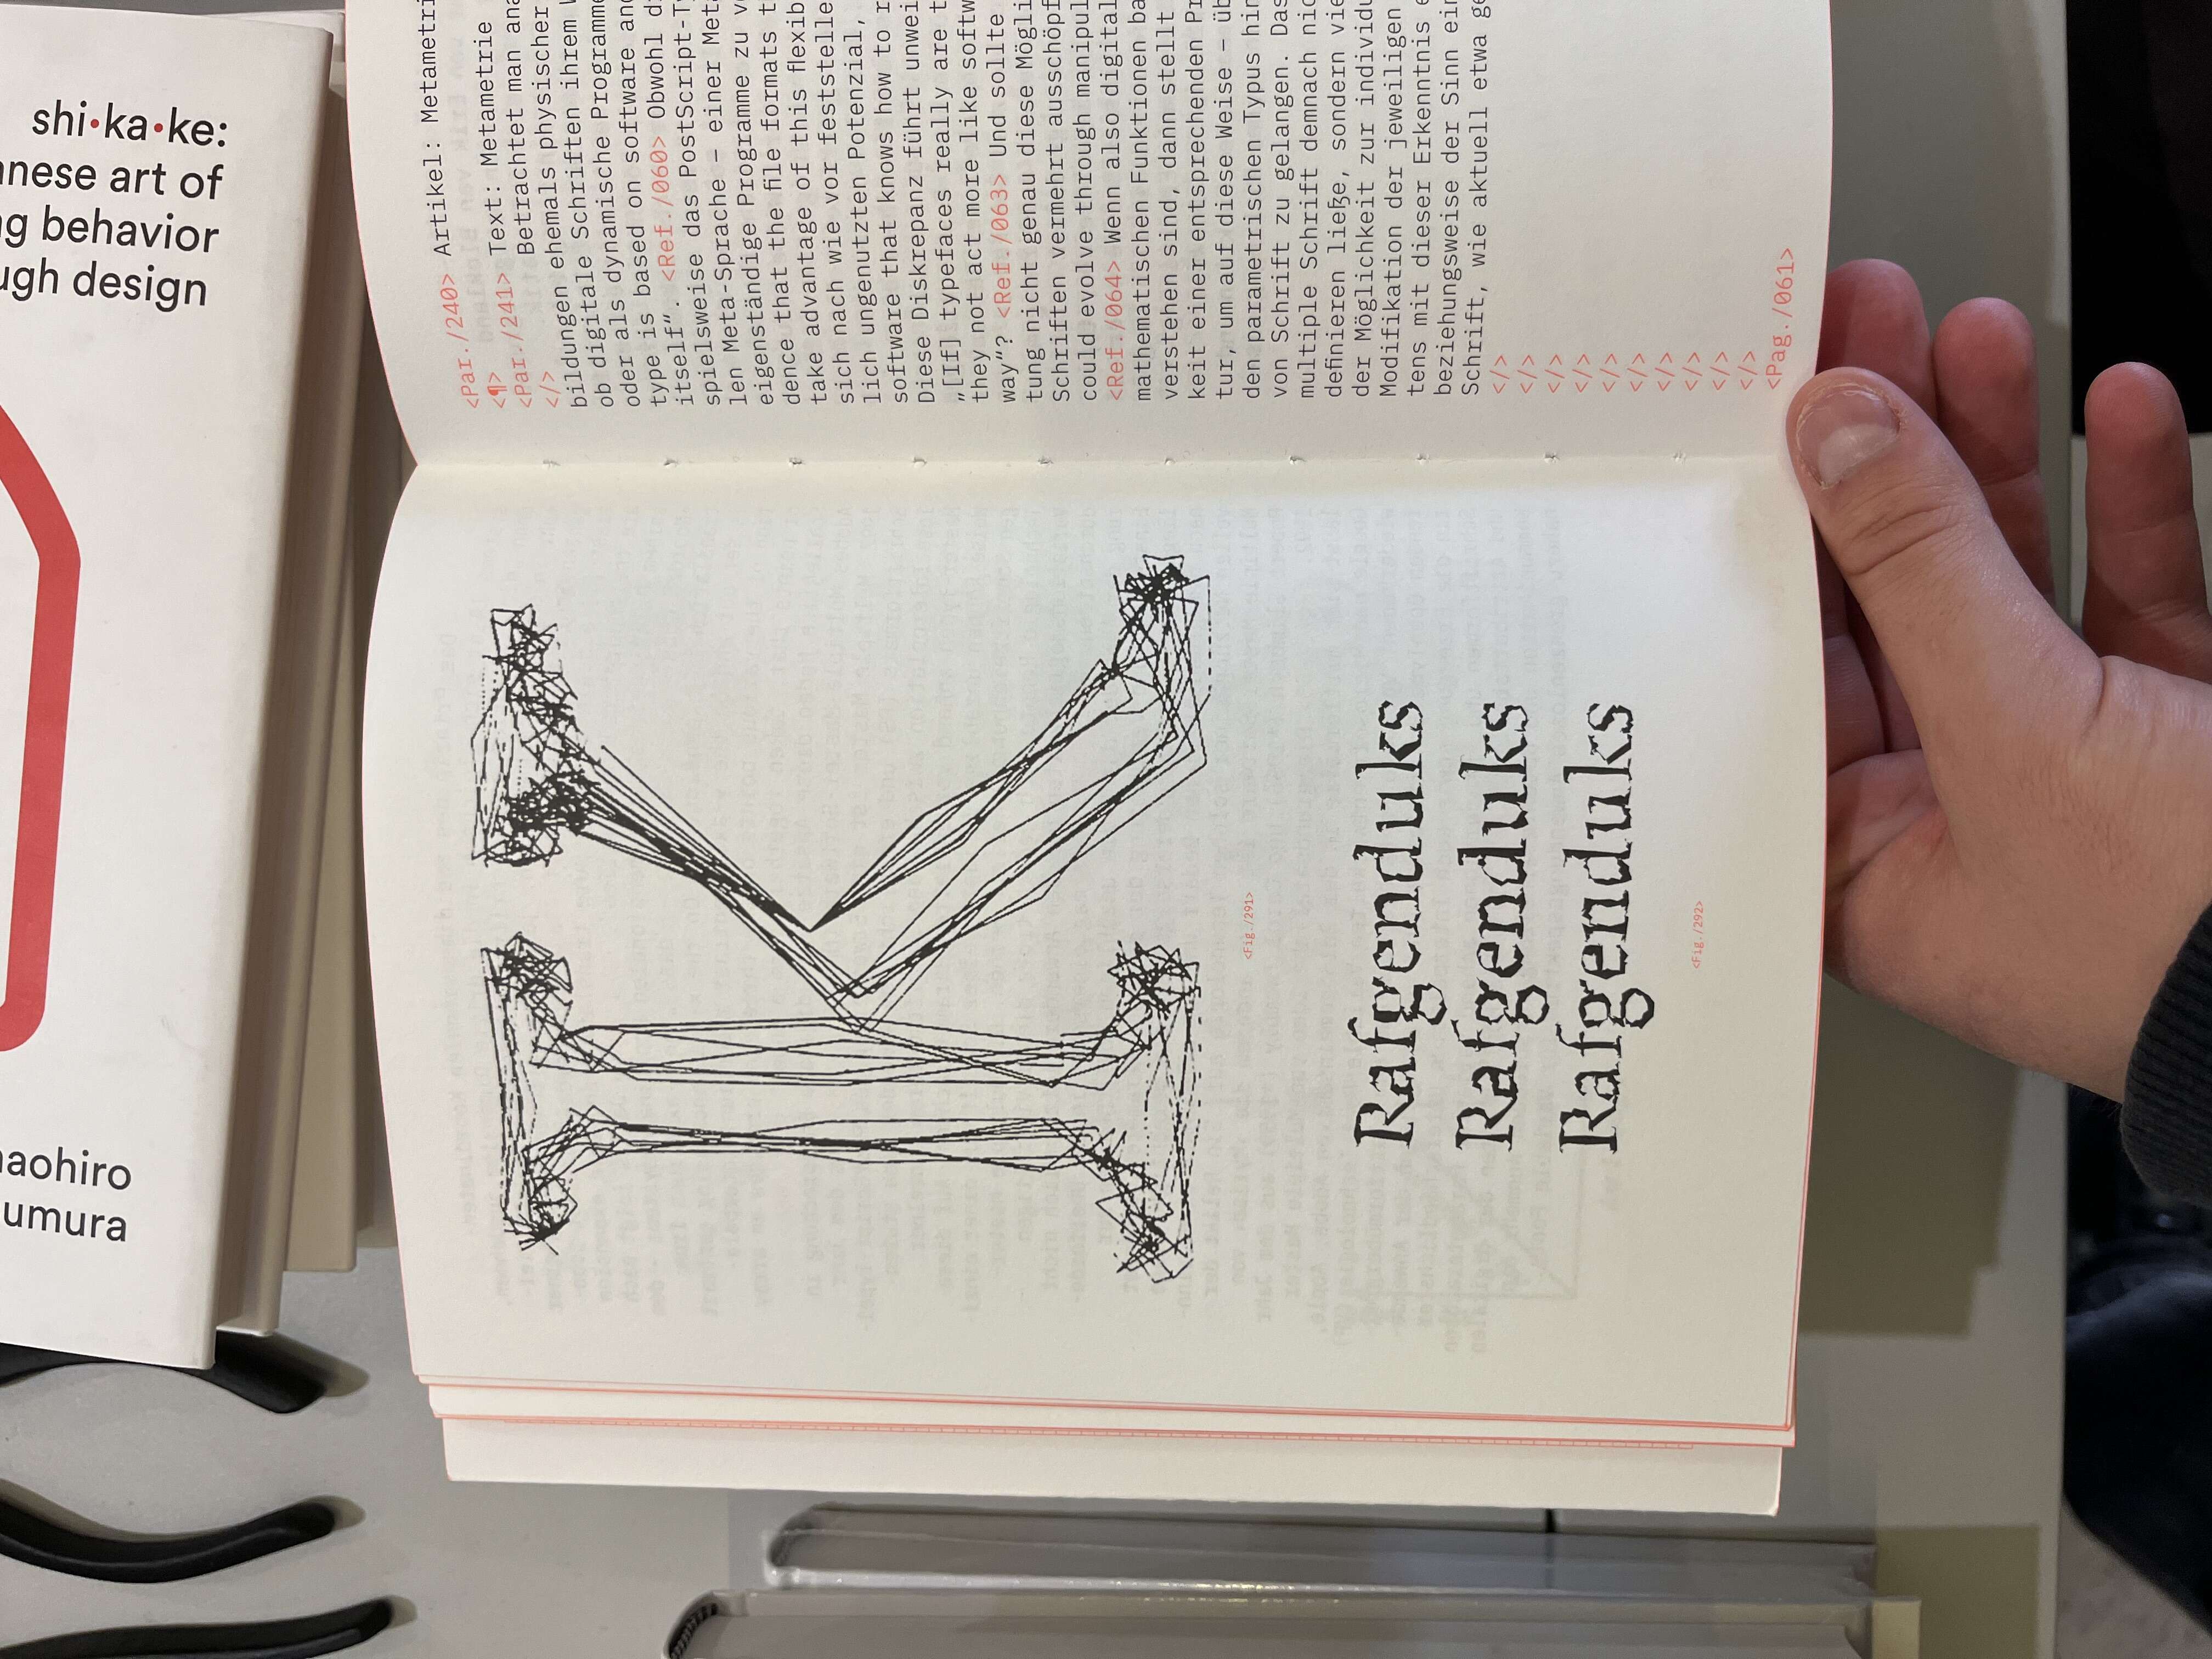 shi·ka·ke:
nese art of
g behavior
ugh design
aohiro
umura
K
<Fig./291>
Rafgenduks
Rafgenduks
Rafgenduks
<Fig./292>
<Par./240> Artikel: Metametri
<¶>
<Par./241> Text: Metametrie
</> Betrachtet man ana
bildungen ehemals physischer
ob digitale Schriften ihrem W
oder als dynamische Programme
type is based on software and
itself“. <Ref./060> Obwohl di
spielsweise das PostScript-Ty
len Meta-Sprache – einer Meta
eigenständige Programme zu ve
dence that the file formats t
take advantage of this flexib
sich nach wie vor feststelle
lich ungenutzten Potenzial,
software that knows how to r
Diese Diskrepanz führt unwei
„[If] typefaces really are t
they not act more like softw
way“? <Ref./063> Und sollte
tung nicht genau diese Mögli
Schriften vermehrt ausschöpf
could evolve through manipul
<Ref./064> Wenn also digital
mathematischen Funktionen ba
verstehen sind, dann stellt
keit einer entsprechenden Pr
tur, um auf diese Weise – üb
den parametrischen Typus hin
von Schrift zu gelangen. Das
multiple Schrift demnach nic
definieren ließe, sondern vie
der Möglichkeit zur individu
Modifikation der jeweiligen
tens mit dieser Erkenntnis e
beziehungsweise der Sinn ein
Schrift, wie aktuell etwa ge
</>
</>
</>
</>
</>
</>
</>
</>
</>
</>
<Pag./061>